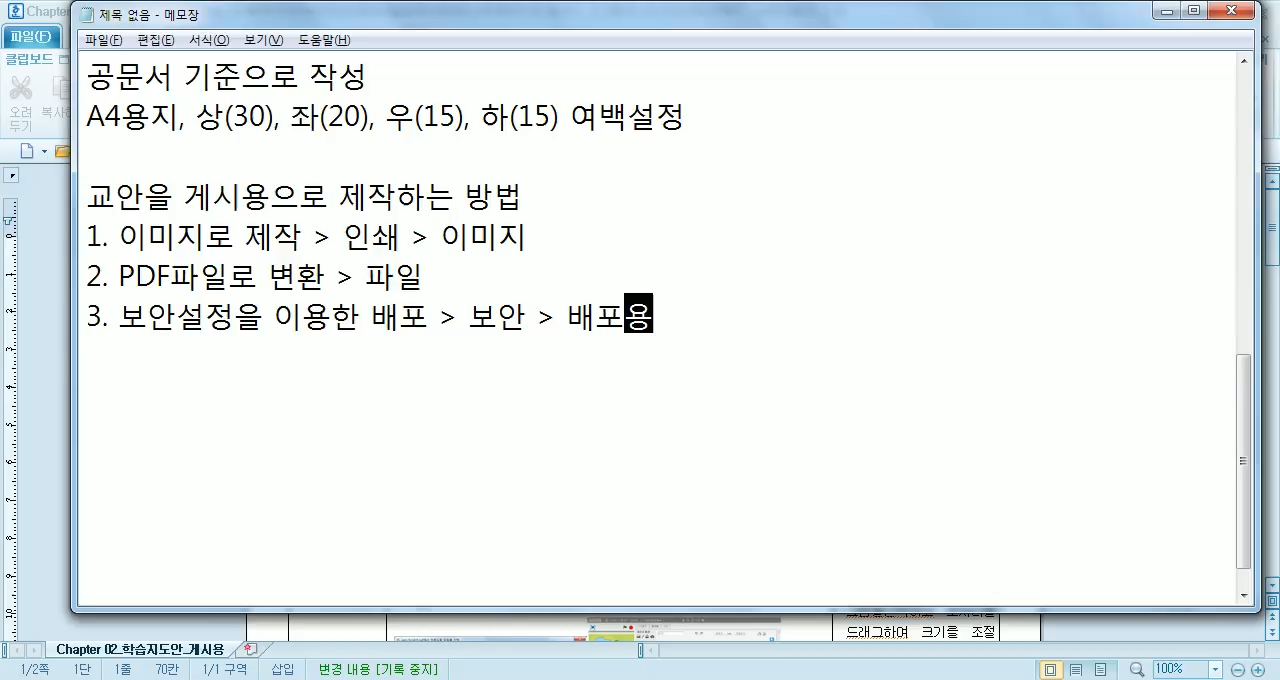 Chapter
제목 없음 - 메모장
파일(F)
파일(F) 편집(E) 서식(O) 보기(V) 도움말(H)
클립보드
오려
두기
공문서 기준으로 작성
A4용지, 상(30), 좌(20), 우(15), 하(15) 여백설정
교안을 게시용으로 제작하는 방법
1. 이미지로 제작 > 인쇄 > 이미지
2. PDF파일로 변환 > 파일
3. 보안설정을 이용한 배포 > 보안 > 배포용
드래그하여 크기를 조절
Chapter 02_학습지도안_게시용
1/2쪽 1단 1줄 70칸 1/1 구역 삽입 변경 내용 [기록 중지] 100%